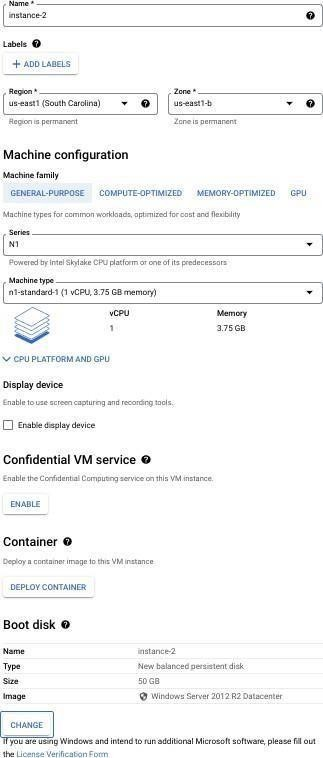 Name *
instance-2
Labels
+ ADD LABELS
Region *
us-east1 (South Carolina)
Zone *
us-east1-b
Region is permanent
Zone is permanent
Machine configuration
Machine family
GENERAL-PURPOSE COMPUTE-OPTIMIZED MEMORY-OPTIMIZED GPU
Machine types for common workloads, optimized for cost and flexibility
Series
N1
Powered by Intel Skylake CPU platform or one of its predecessors
Machine type
n1-standard-1 (1 vCPU, 3.75 GB memory)
vCPU Memory
1 3.75 GB
CPU PLATFORM AND GPU
Display device
Enable to use screen capturing and recording tools.
Enable display device
Confidential VM service
Enable the Confidential Computing service on this VM instance.
ENABLE
Container
Deploy a container image to this VM instance
DEPLOY CONTAINER
Boot disk
Name instance-2
Type New balanced persistent disk
Size 50 GB
Image Windows Server 2012 R2 Datacenter
CHANGE
If you are using Windows and intend to run additional Microsoft software, please fill out
the License Verification Form